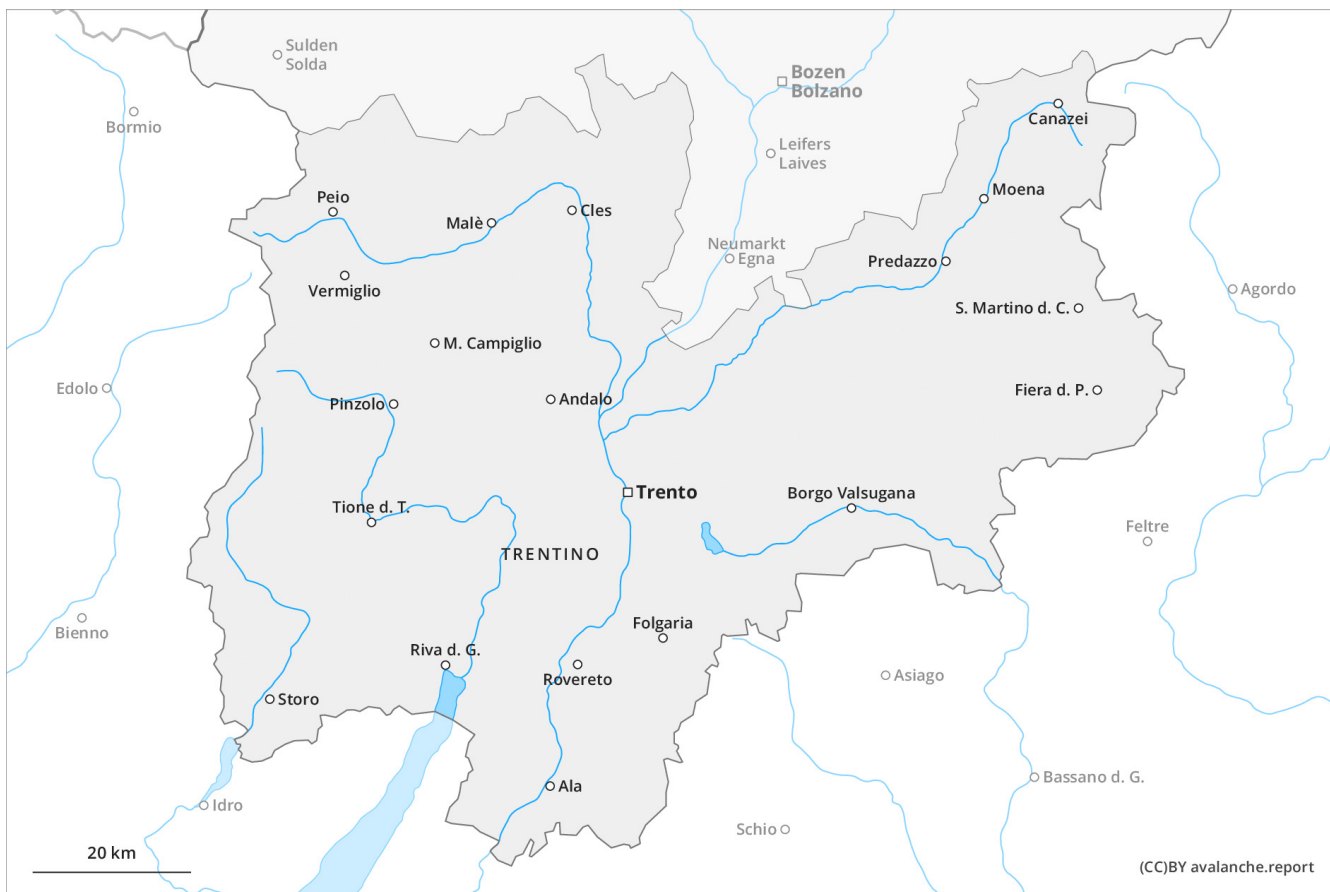 Sulden
Solda
Bozen
Bolzano
Bormio
Canazei
Leifers
Laives
Peio
Moena
Malè
Cles
Neumarkt
Egna
Predazzo
Vermiglio
Agordo
S. Martino d. C.
M. Campiglio
Edolo
Fiera d. P.
Pinzolo
Andalo
Trento
Borgo Valsugana
Tione d. T.
Feltre
TRENTINO
Bienno
Folgaria
Riva d. G.
Rovereto
Asiago
Storo
Bassano d. G.
Ala
Idro
Schio
20 km
(CC)BY avalanche.report